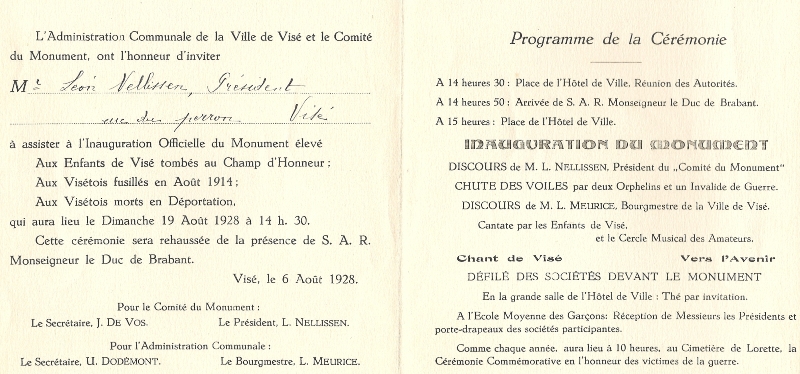 L'Administration Communale de la Ville de Visé et le Comité
du Monument, ont l'honneur d'inviter
Mr Léon Nellissen, Président
rue du perron Visé
à assister à l'Inauguration Officielle du Monument élevé
Aux Enfants de Visé tombés au Champ d'Honneur;
Aux Visétois fusillés en Août 1914;
Aux Visétois morts en Déportation,
qui aura lieu le Dimanche 19 Août 1928 à 14 h. 30.
Cette cérémonie sera rehaussée de la présence de S. A. R.
Monseigneur le Duc de Brabant.
Visé, le 6 Août 1928.
Pour le Comité du Monument :
Le Secrétaire, J. DE VOS. Le Président, L. NELLISSEN.
Pour l'Administration Communale :
Le Secrétaire, U. DODÉMONT. Le Bourgmestre, L. MEURICE.
Programme de la Cérémonie
A 14 heures 30 : Place de l'Hôtel de Ville, Réunion des Autorités.
A 14 heures 50 : Arrivée de S. A. R. Monseigneur le Duc de Brabant.
A 15 heures : Place de l'Hôtel de Ville.
INAUGURATION DU MONUMENT
DISCOURS de M. L. NELLISSEN, Président du „Comité du Monument"
CHUTE DES VOILES par deux Orphelins et un Invalide de Guerre.
DISCOURS de M. L. MEURICE, Bourgmestre de la Ville de Visé.
Cantate par les Enfants de Visé,
et le Cercle Musical des Amateurs.
Chant de Visé Vers l'Avenir
DÉFILÉ DES SOCIÉTÉS DEVANT LE MONUMENT
En la grande salle de l'Hôtel de Ville : Thé par invitation.
A l'Ecole Moyenne des Garçons: Réception de Messieurs les Présidents et
porte-drapeaux des sociétés participantes.
Comme chaque année, aura lieu à 10 heures, au Cimetière de Lorette, la
Cérémonie Commémorative en l'honneur des victimes de la guerre.